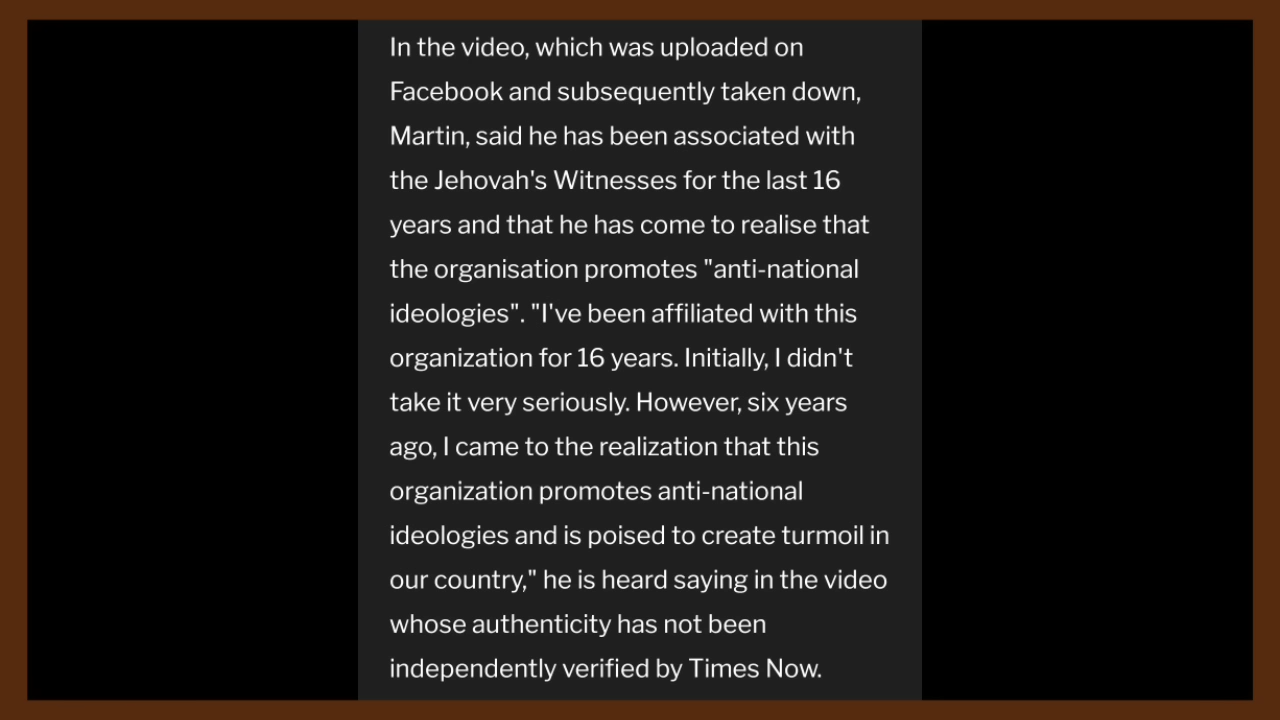 In the video, which was uploaded on
Facebook and subsequently taken down,
Martin, said he has been associated with
the Jehovah's Witnesses for the last 16
years and that he has come to realise that
the organisation promotes "anti-national
ideologies". "I've been affiliated with this
organization for 16 years. Initially, I didn't
take it very seriously. However, six years
ago, I came to the realization that this
organization promotes anti-national
ideologies and is poised to create turmoil in
our country," he is heard saying in the video
whose authenticity has not been
independently verified by Times Now.